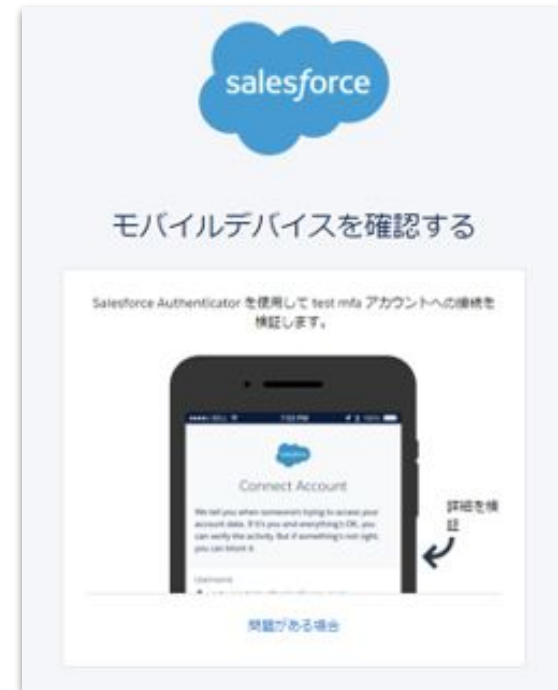 salesforce
モバイルデバイスを確認する
Salesforce Authenticator を使用して test mfa アカウントへの接続を
検証します。
7:53 PM
100%
Connect Account
We tell you when someone's trying to access your
account data. If it's you and everything's OK, you
can verify the activity. But if something's not right,
you can block it.
詳細を検
証
Username
問題がある場合